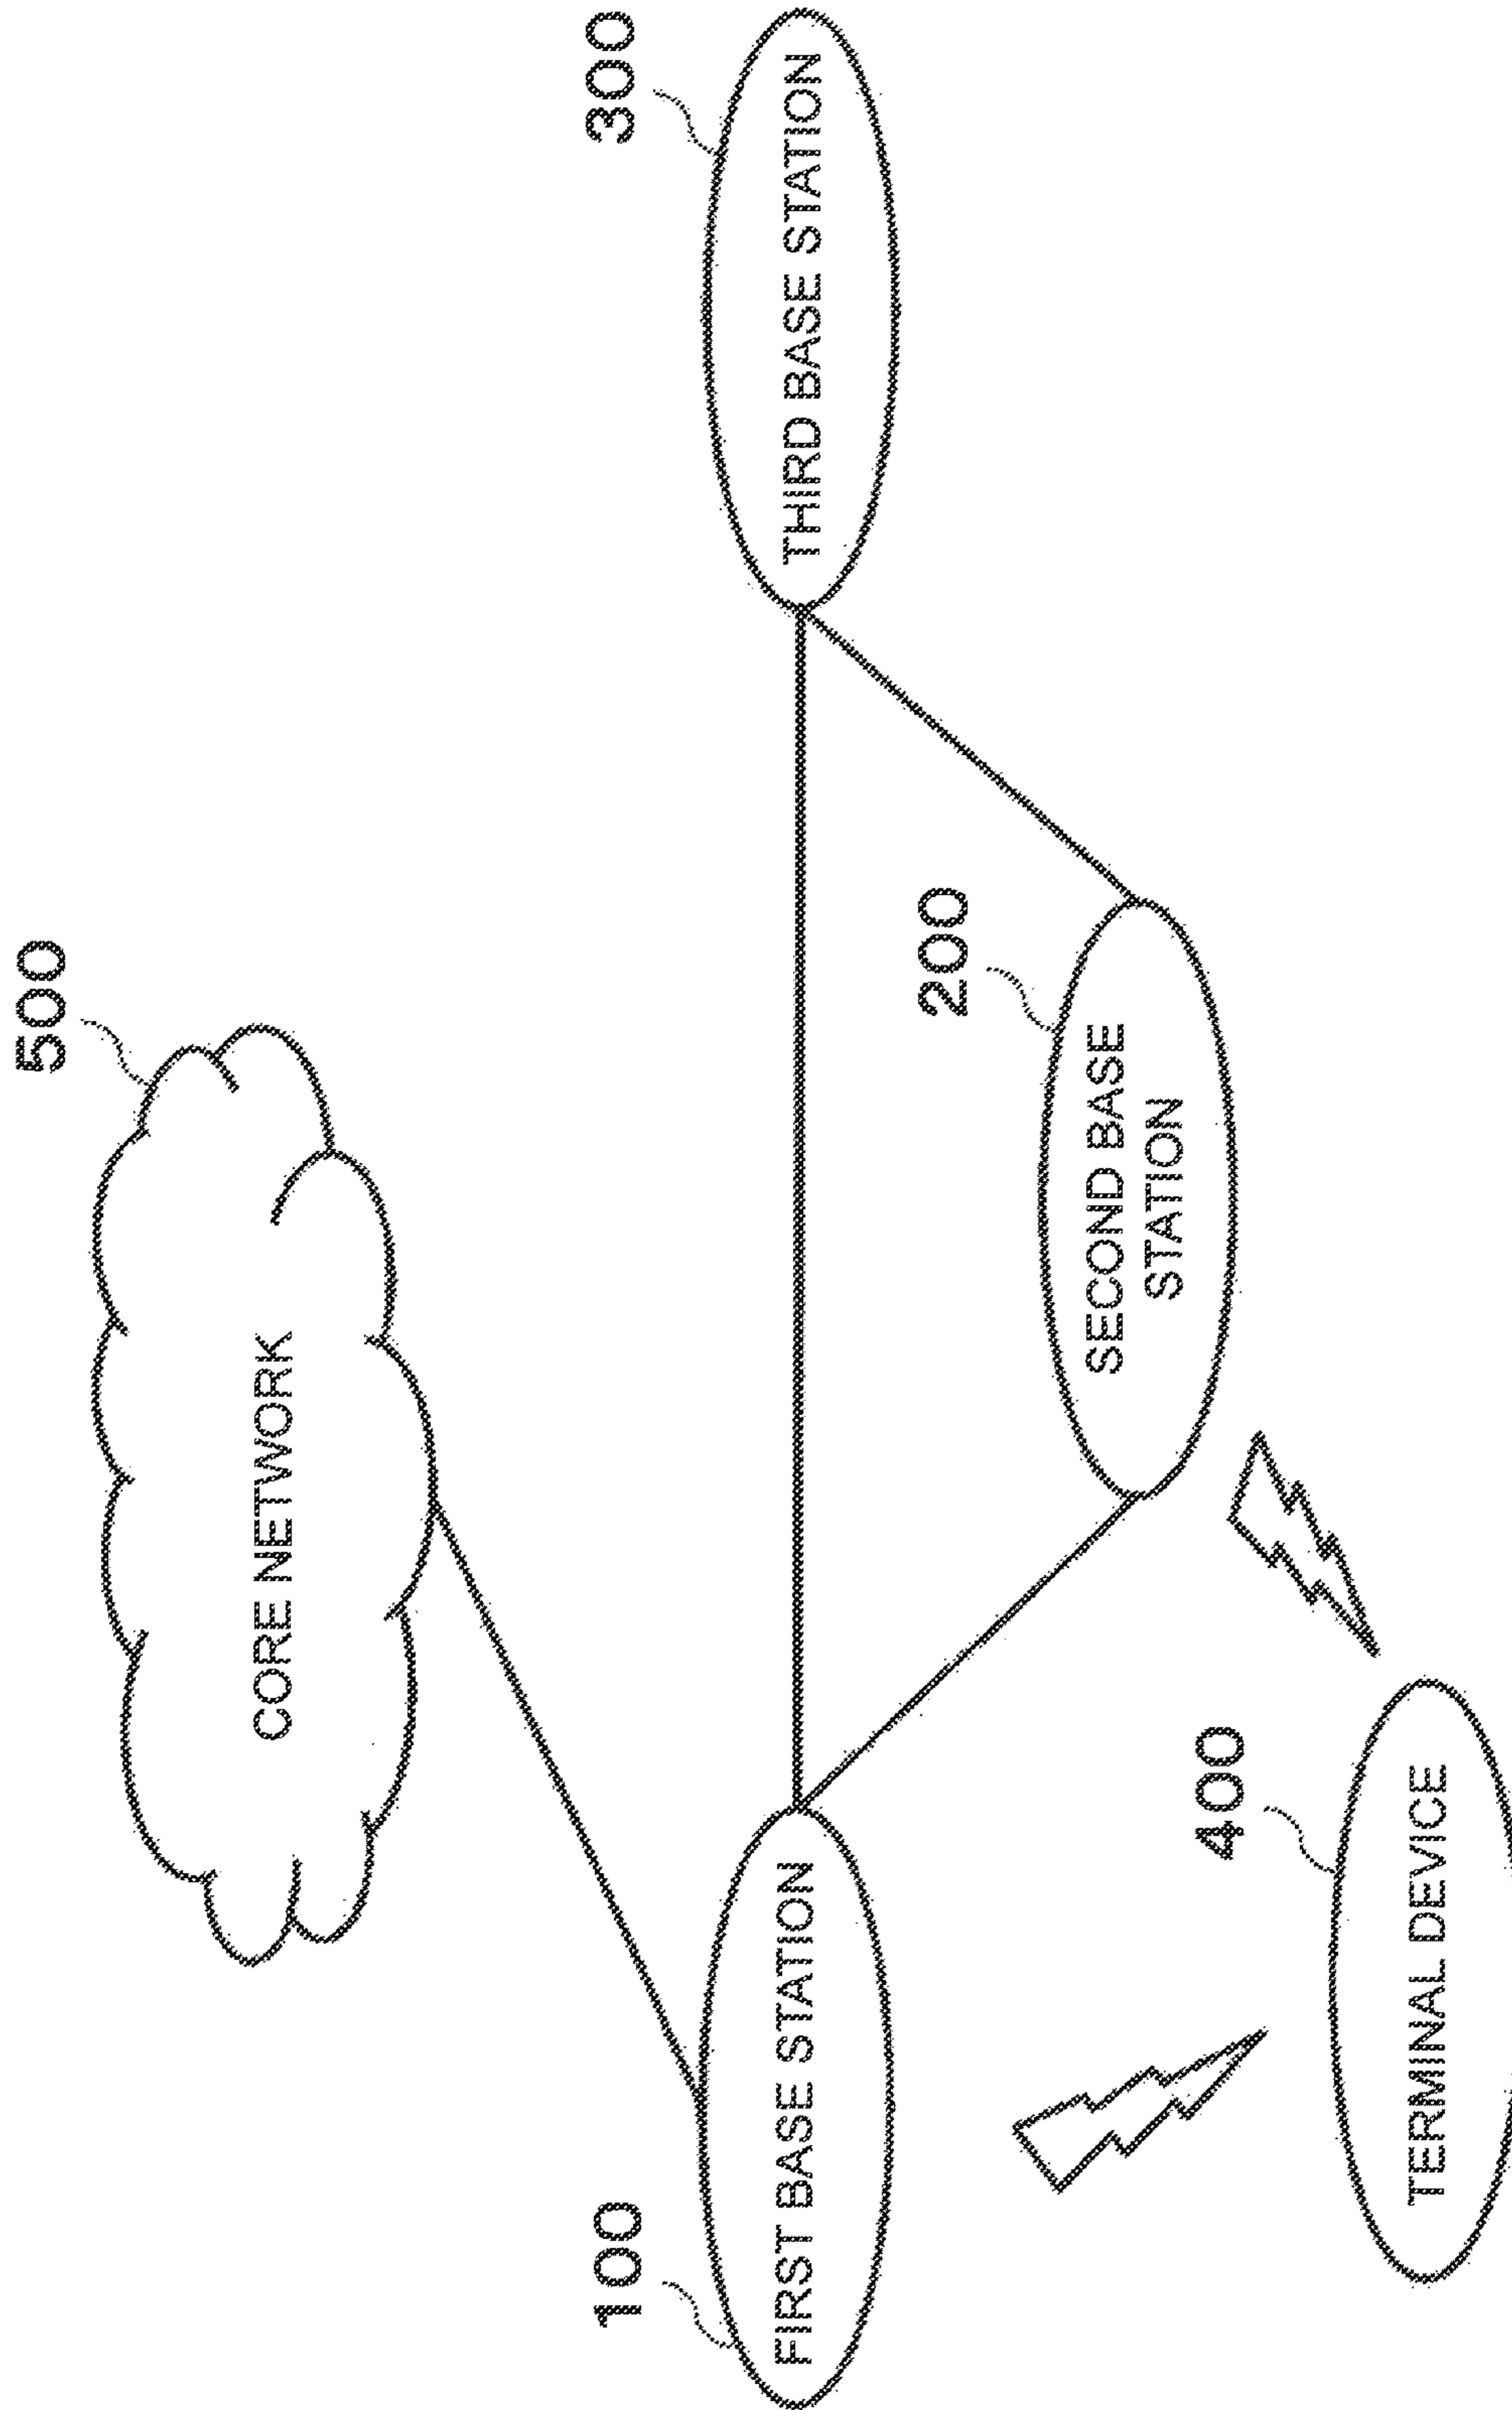 500
CORE NETWORK
100
300
FIRST BASE STATION
THIRD BASE STATION
200
SECOND BASE
STATION
400
TERMINAL DEVICE